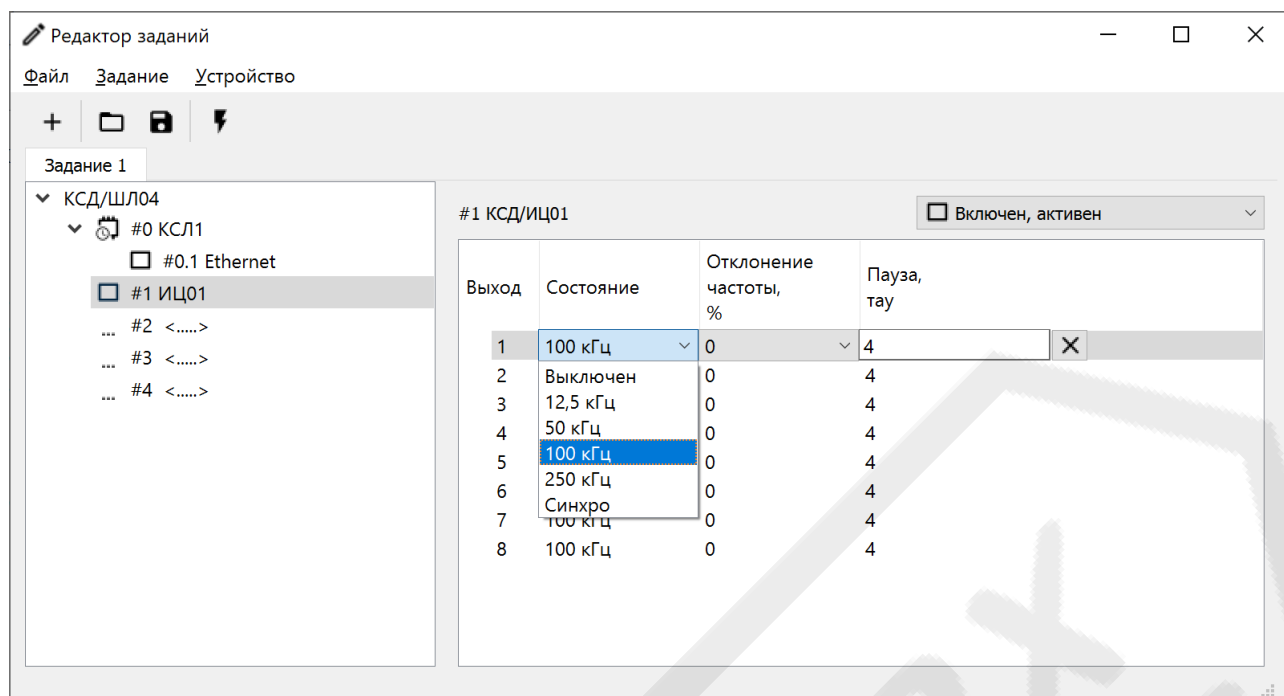 Редактор заданий
Файл Задание Устройство
Задание 1
КСД/ШЛ04
#0 КСЛ1
#0.1 Ethernet
#1 ИЦ01
#2 <.....>
#3 <.....>
#4 <.....>
#1 КСД/ИЦ01
Включен, активен
Выход Состояние Отклонение частоты, % Пауза, тау
1 100 кГц 0 4
Выключен
12,5 кГц
50 кГц
100 кГц
250 кГц
Синхро
2 0 4
3 0 4
4 0 4
5 0 4
6 0 4
7 100 кГц 0 4
8 100 кГц 0 4